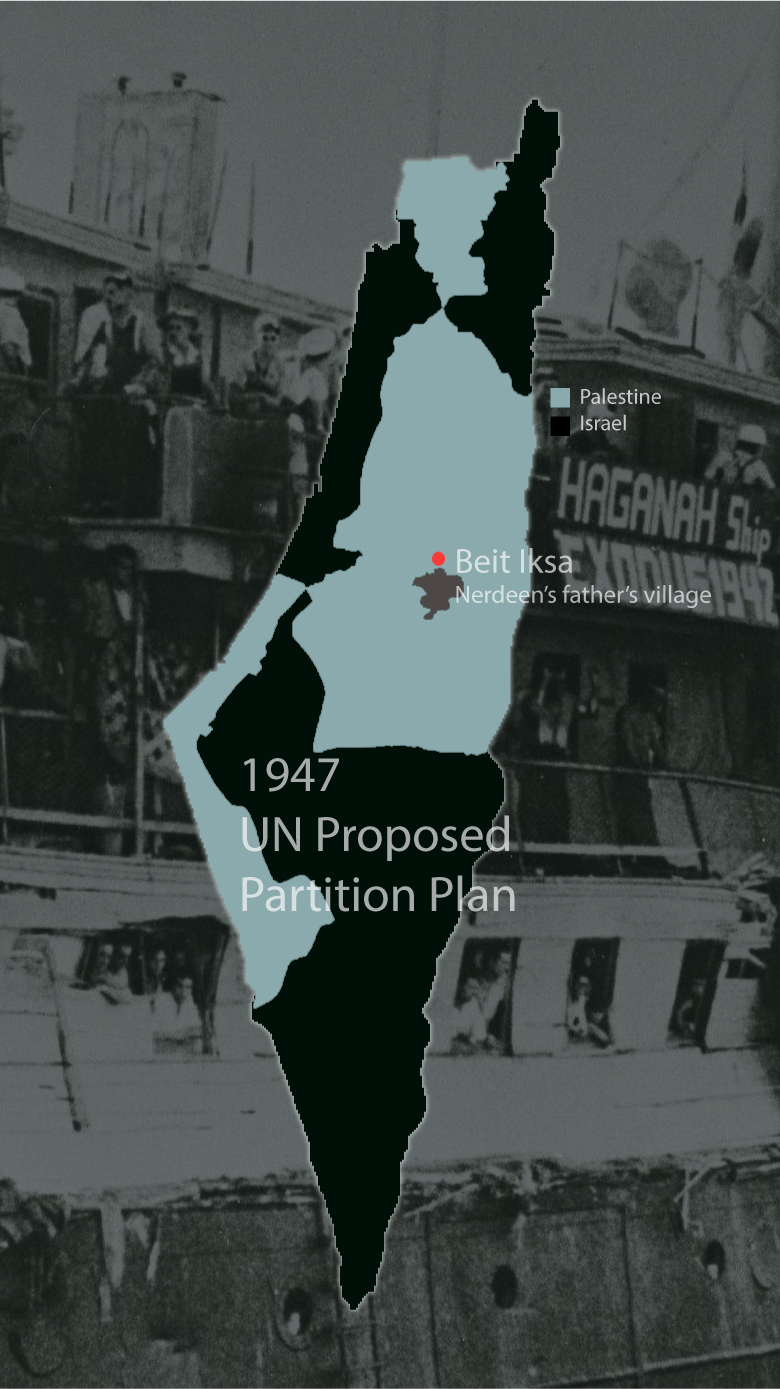 Palestine
Israel
HAGANAH Ship
EXODUS 1947
Beit Iksa
Nerdeen's father's village
1947
UN Proposed
Partition Plan